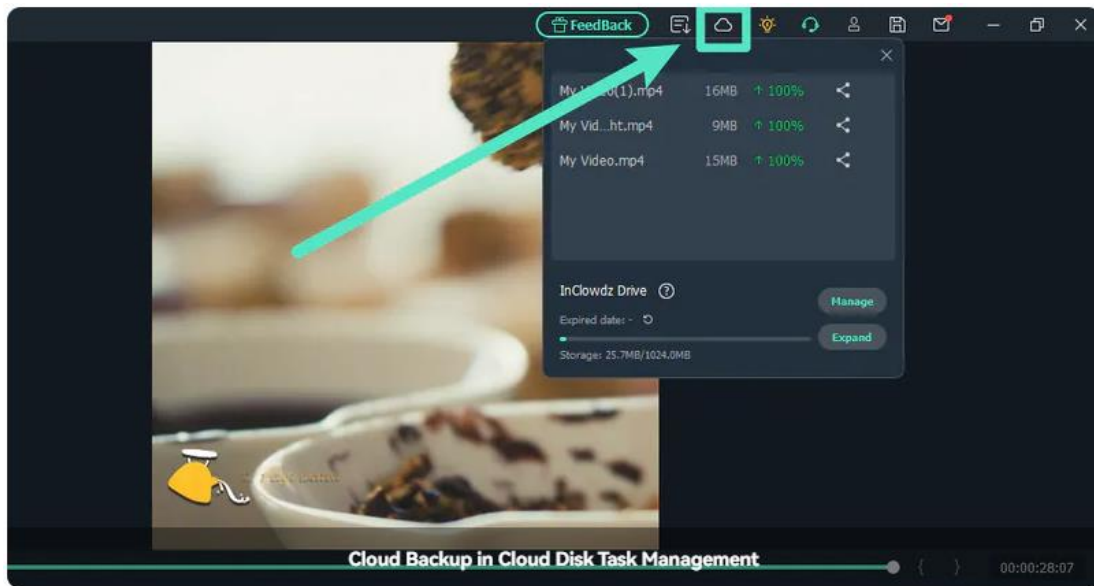 FeedBack
16MB ↑ 100%
My Vid...ht.mp4 9MB ↑ 100%
My Video.mp4 15MB ↑ 100%
InClowdz Drive ?
Manage
Expired date: -
Expand
Storage: 25.7MB/1024.0MB
Cloud Backup in Cloud Disk Task Management
{ } 00:00:28:07